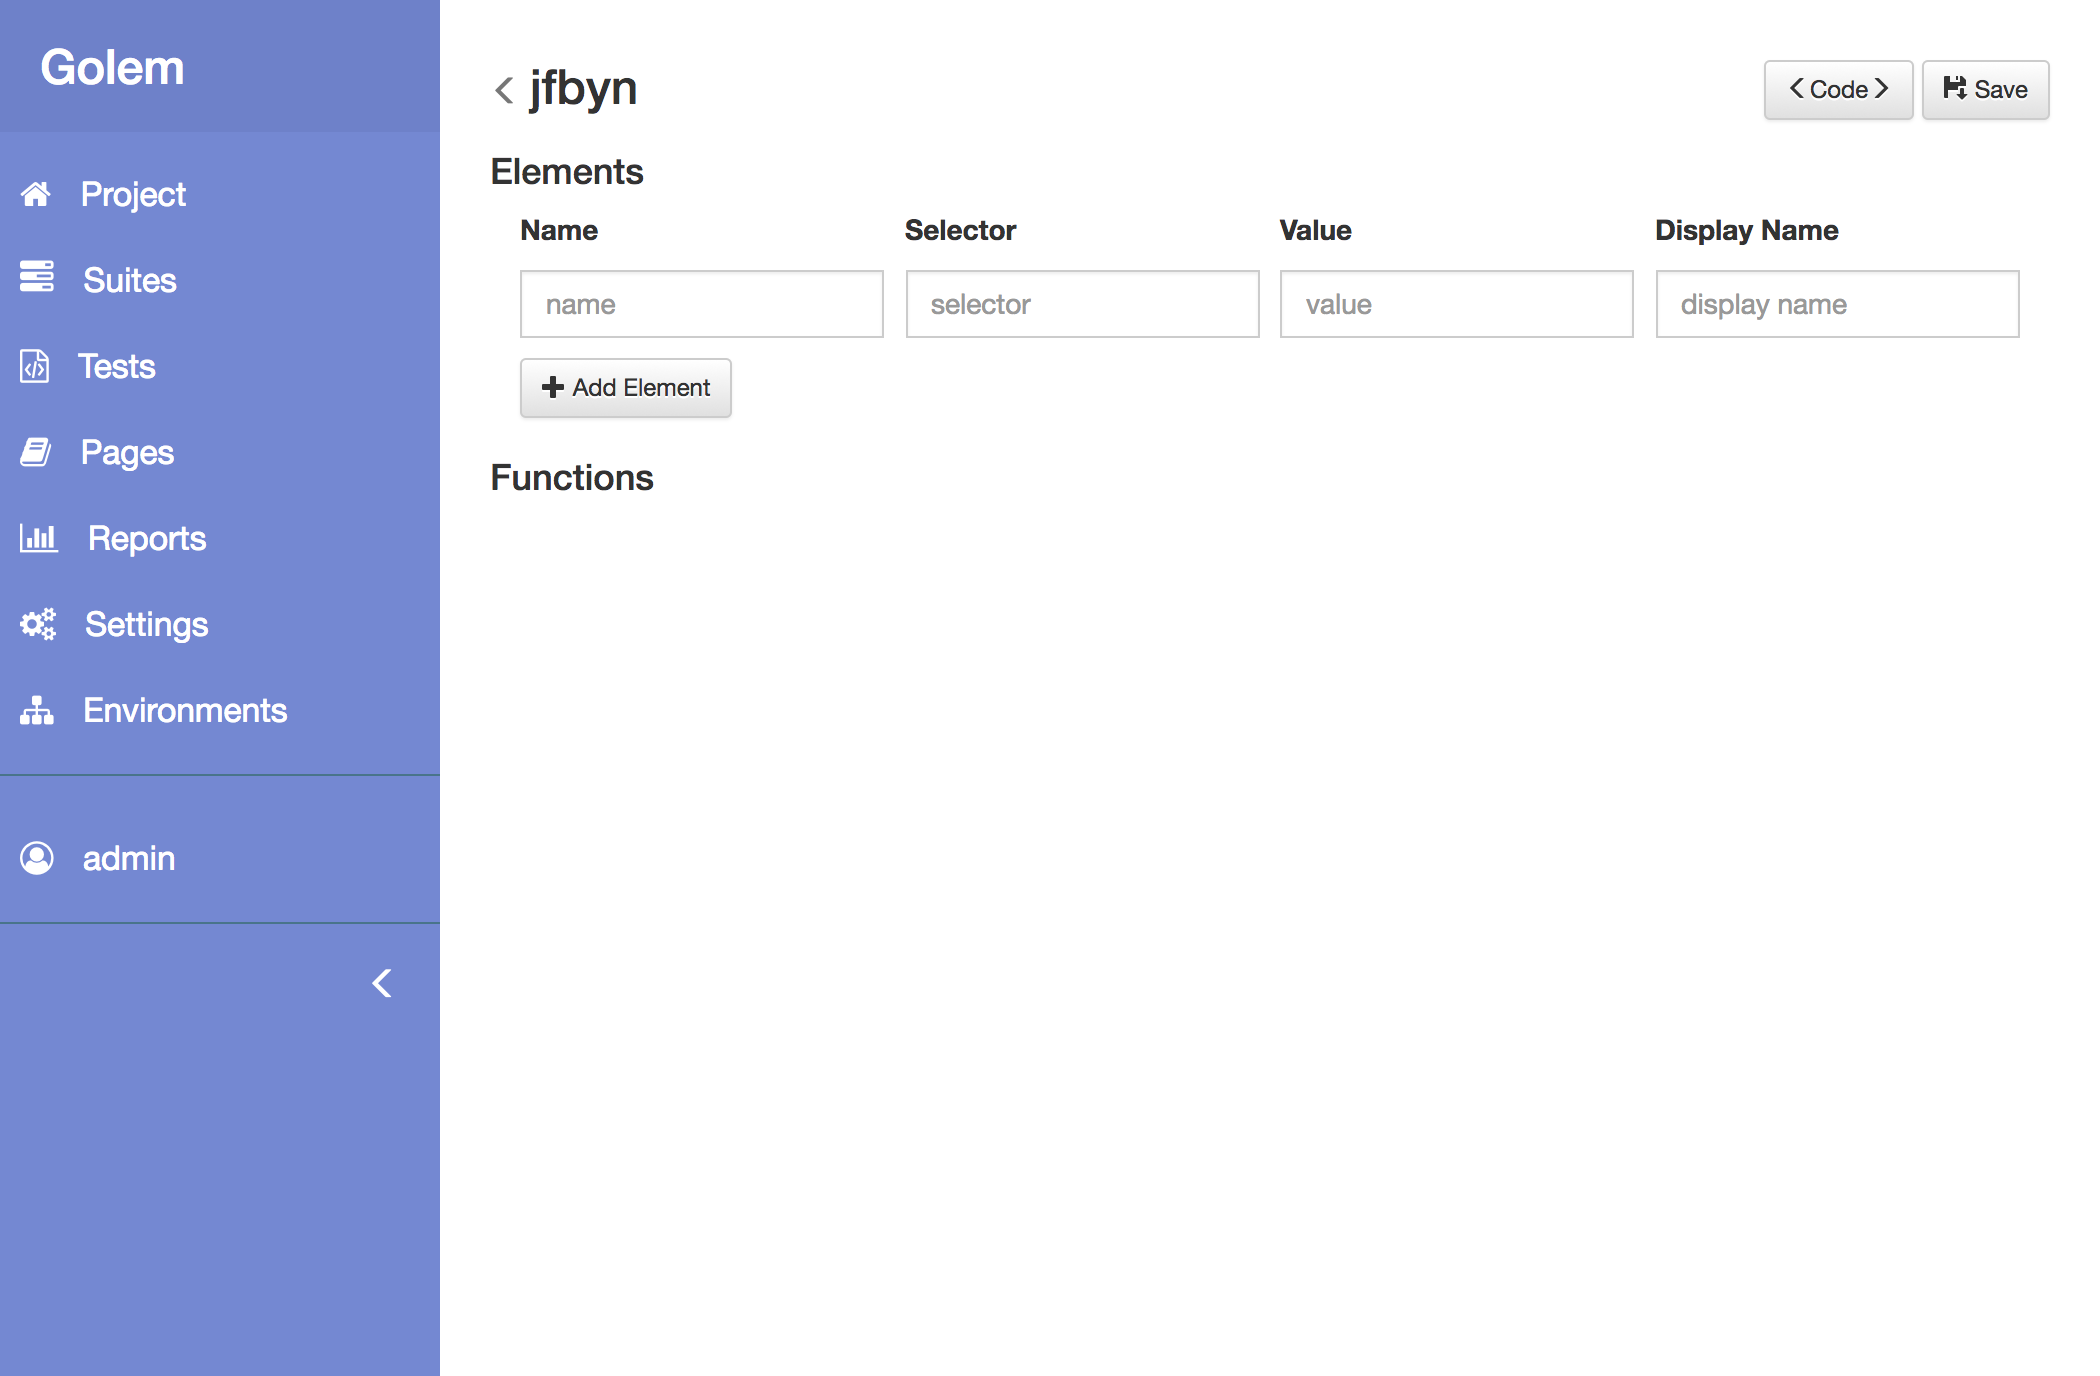 Golem
Project
Suites
Tests
Pages
Reports
Settings
Environments
admin
jfbyn
Code
Save
Elements
Name Selector Value Display Name
name selector value display name
Add Element
Functions